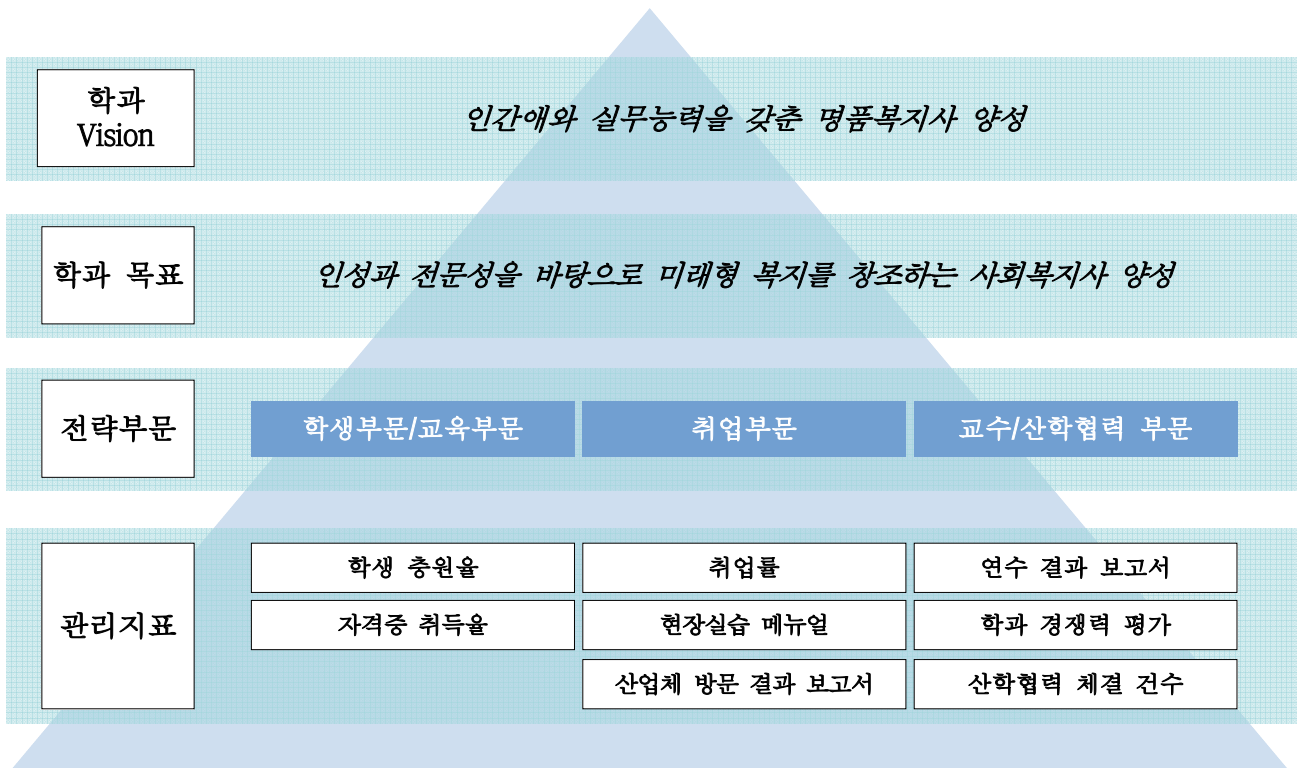 학과
Vision
인간애와 실무능력을 갖춘 명품복지사 양성
학과 목표
인성과 전문성을 바탕으로 미래형 복지를 창조하는 사회복지사 양성
전략부문
학생부문/교육부문
취업부문
교수/산학협력 부문
관리지표
학생 충원율
취업률
연수 결과 보고서
자격증 취득율
현장실습 메뉴얼
학과 경쟁력 평가
산업체 방문 결과 보고서
산학협력 체결 건수